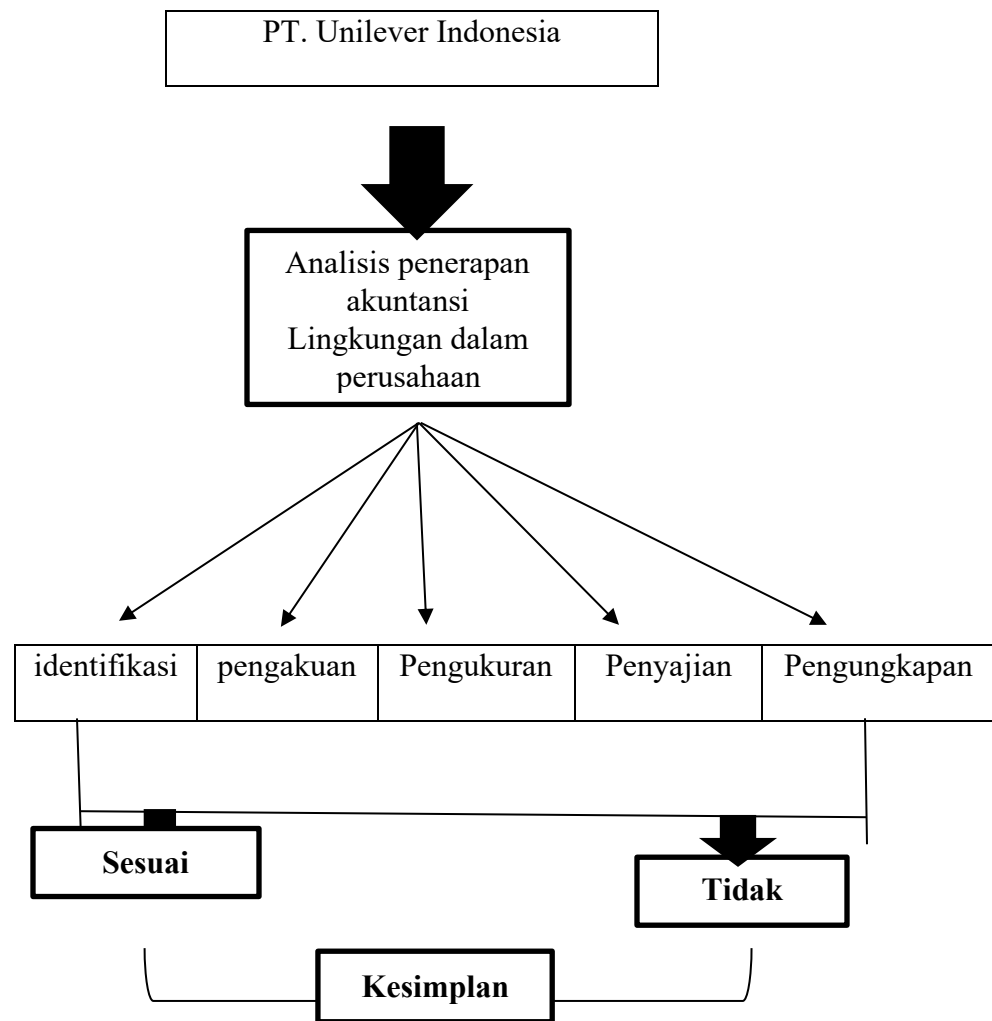 PT. Unilever Indonesia
Analisis penerapan
akuntansi
Lingkungan dalam
perusahaan
identifikasi pengakuan Pengukuran Penyajian Pengungkapan
Sesuai
Tidak
Kesimplan